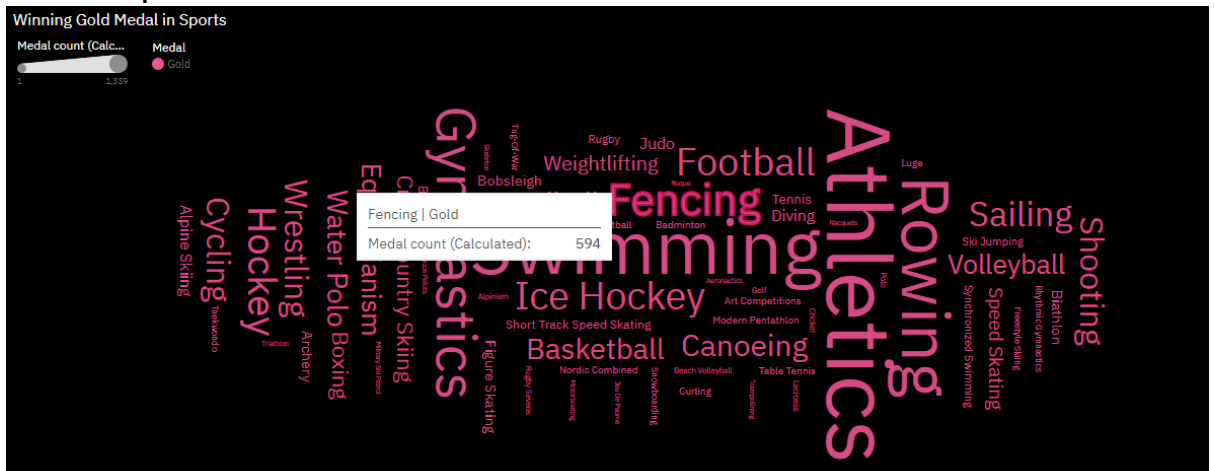 Winning Gold Medal in Sports
Medal count (Calc...
Medal
Gold
1
1,339
Gymnastics
Tug-Of-War
Skeleton
Rugby
Judo
Weightlifting
Football
Roque
Bobsleigh
Fencing
Tennis
Diving
Badminton
Racquets
Athletics
Luge
Rowing
Sailing
Ski Jumping
Volleyball
Shooting
Alpine Skiing
Cycling
Taekwondo
Hockey
Triathlon
Wrestling
Archery
Water Polo
Boxing
Military Ski Patrol
Fencing | Gold
Medal count (Calculated):
594
Swimming
Aeronautics
Alpinism
Ice Hockey
Golf
Art Competitions
Cricket
Polo
Short Track Speed Skating
Modern Pentathlon
Basketball
Canoeing
Figure Skating
Nordic Combined
Beach Volleyball
Table Tennis
Rugby Sevens
Motorboating
Jeu De Paume
Snowboarding
Curling
Trampolining
Lacrosse
Synchronized Swimming
Speed Skating
Freestyle Skiing
Rhythmic Gymnastics
Biathlon